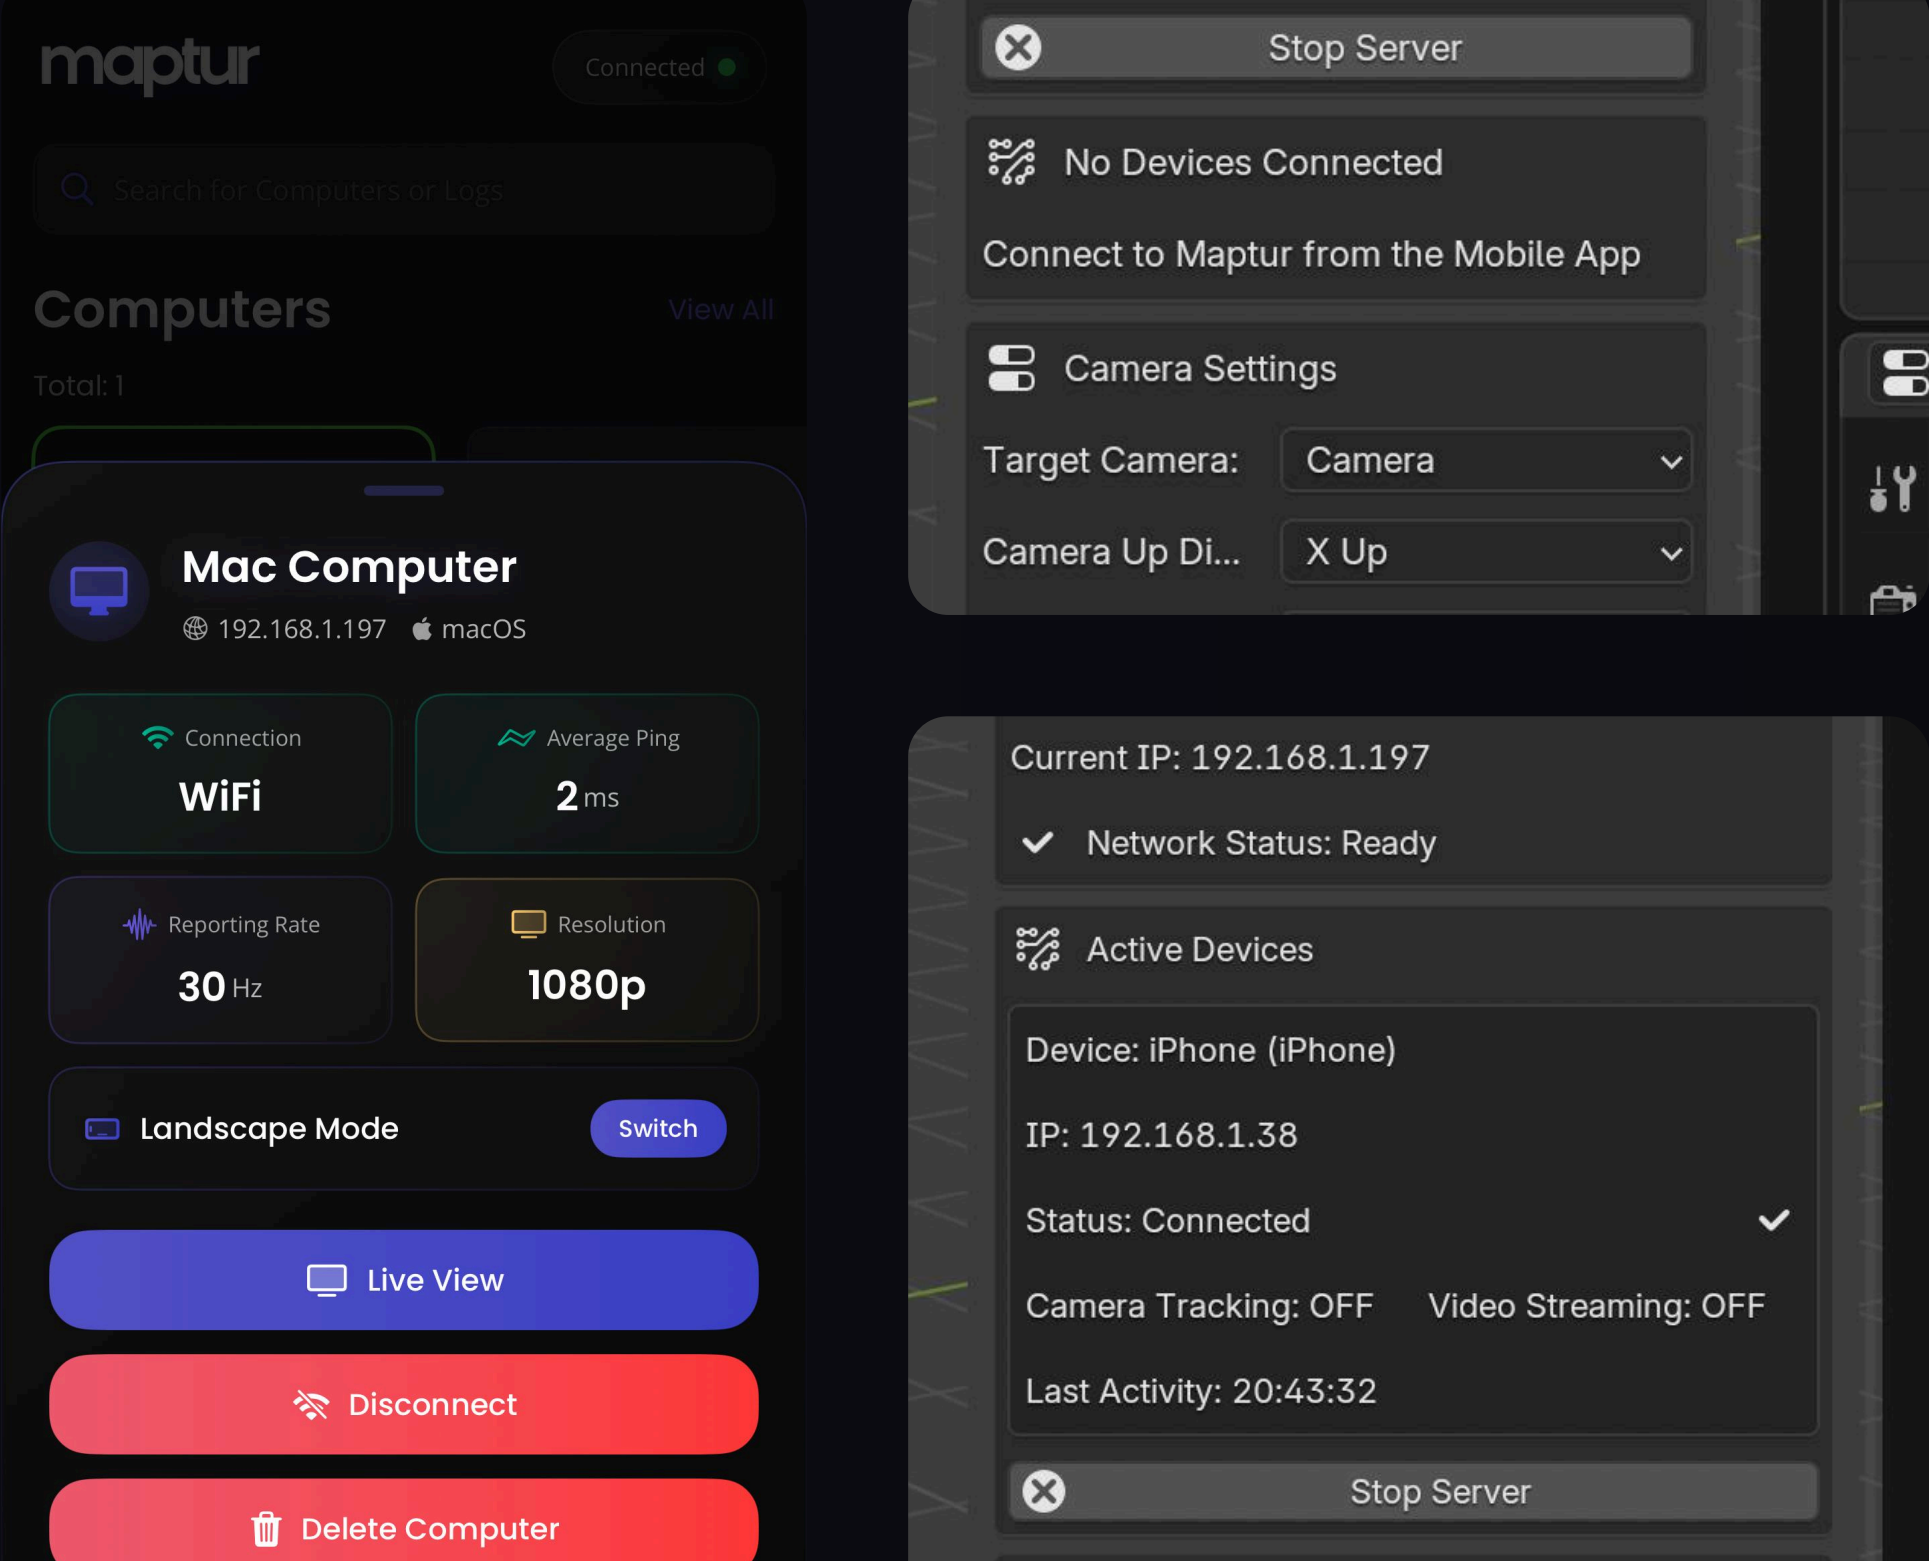 maptur
Connected
Search for Computers or Logs
Computers
View All
Total: 1
Mac Computer
192.168.1.197 macOS
Connection
WiFi
Average Ping
2 ms
Reporting Rate
30 Hz
Resolution
1080p
Landscape Mode
Switch
Live View
Disconnect
Delete Computer
Stop Server
No Devices Connected
Connect to Maptur from the Mobile App
Camera Settings
Target Camera: Camera
Camera Up Di... X Up
Current IP: 192.168.1.197
Network Status: Ready
Active Devices
Device: iPhone (iPhone)
IP: 192.168.1.38
Status: Connected
Camera Tracking: OFF Video Streaming: OFF
Last Activity: 20:43:32
Stop Server